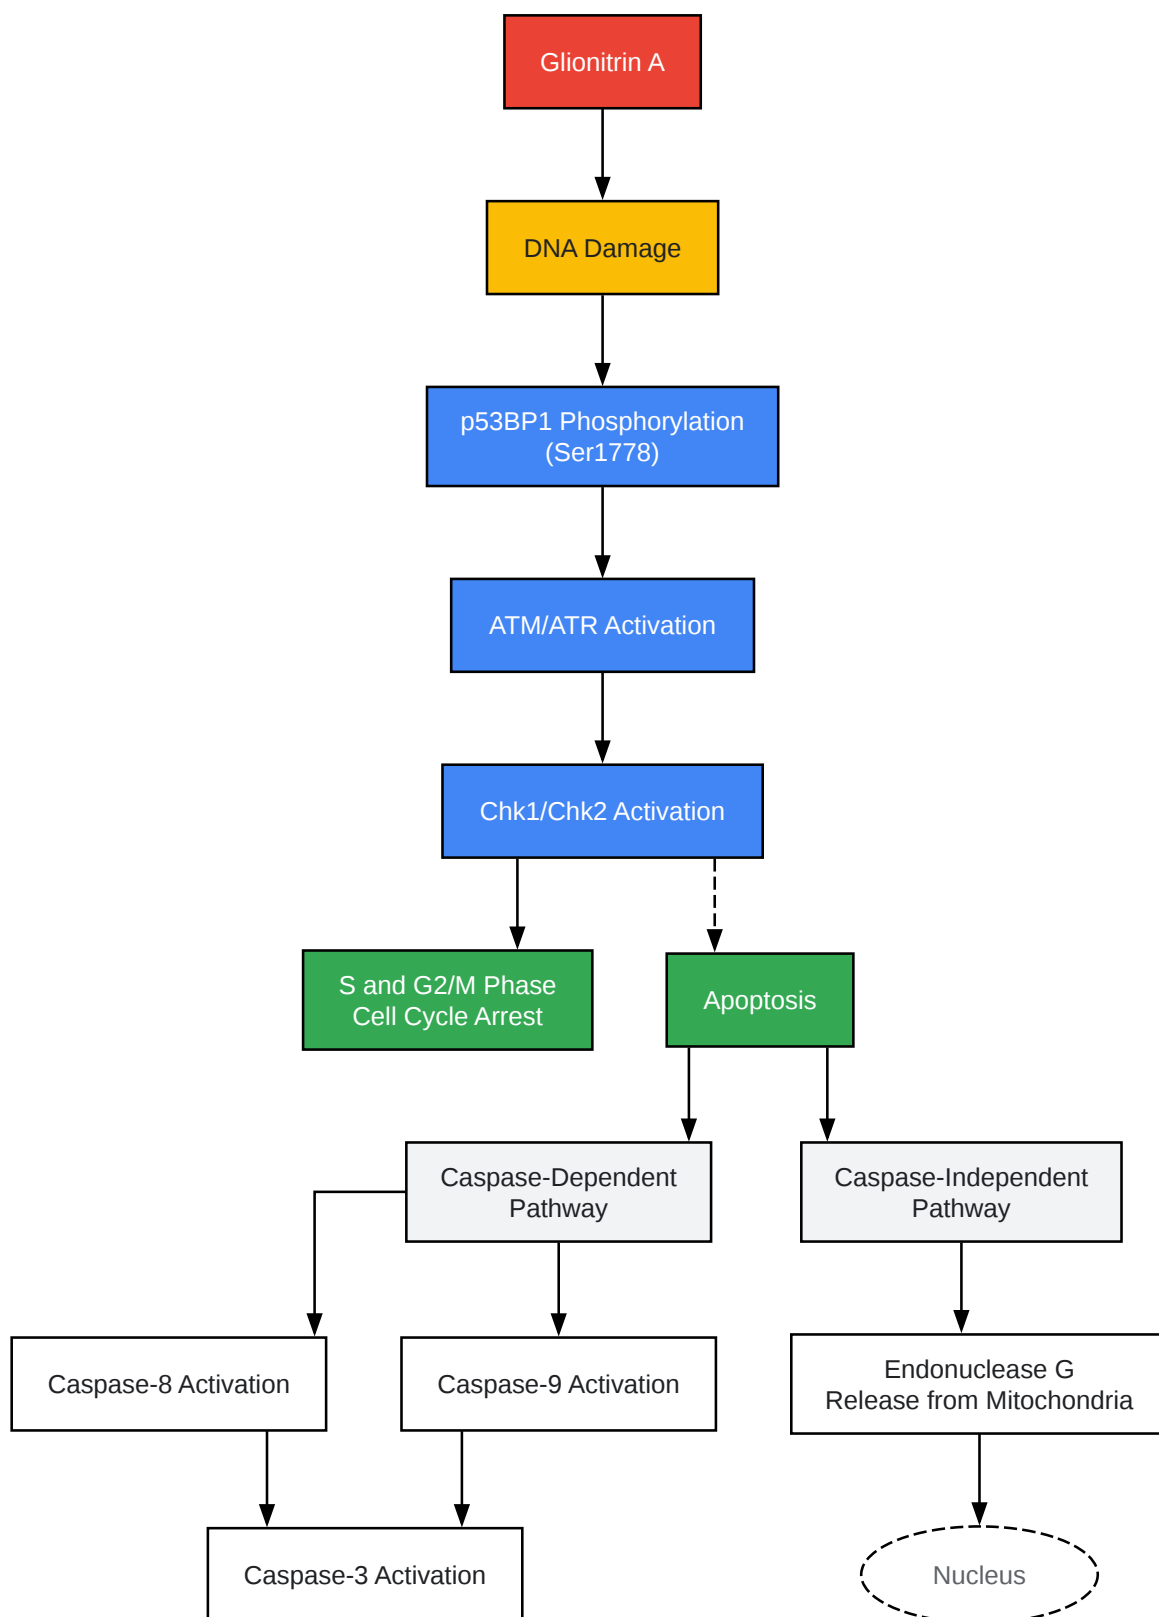 Glionitrin A
DNA Damage
p53BP1 Phosphorylation
(Ser1778)
ATM/ATR Activation
Chk1/Chk2 Activation
S and G2/M Phase
Cell Cycle Arrest
Apoptosis
Caspase-Dependent
Pathway
Caspase-Independent
Pathway
Caspase-8 Activation
Caspase-9 Activation
Endonuclease G
Release from Mitochondria
Caspase-3 Activation
Nucleus